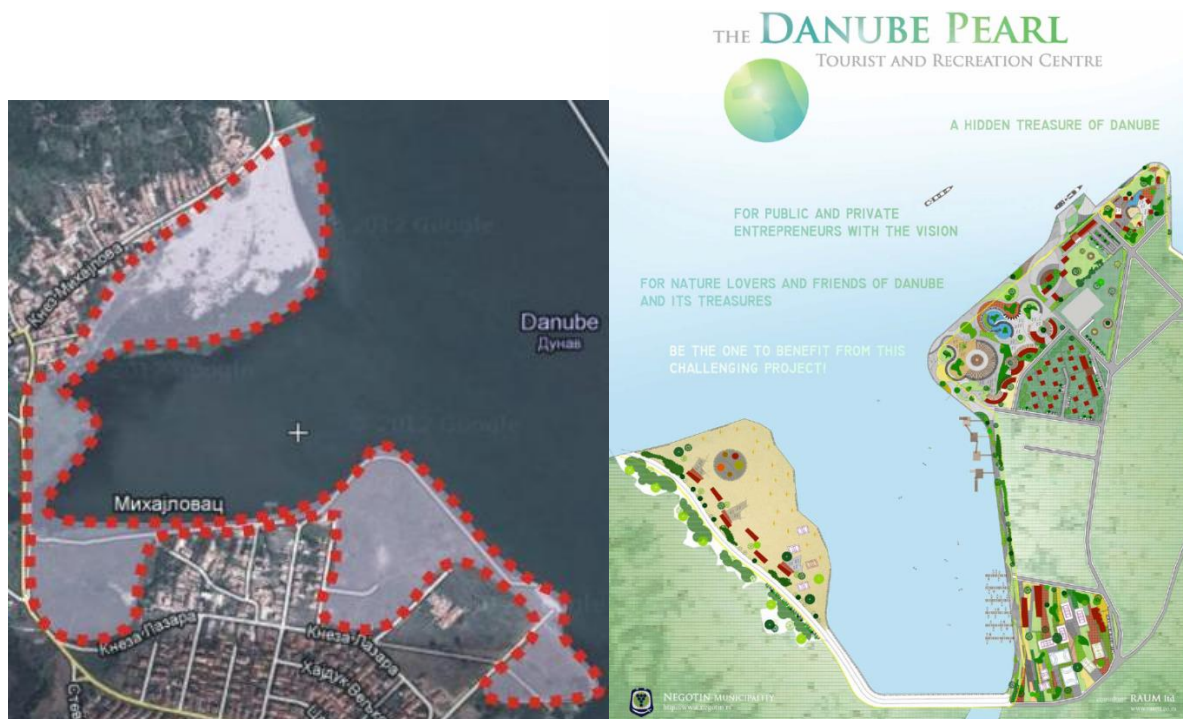 Кнез Михајлова
2012 Google
Danube
Дунав
2012 Google
Михајловац
Кнеза Лазара
Кнеза Лазара
THE DANUBE PEARL
TOURIST AND RECREATION CENTRE
A HIDDEN TREASURE OF DANUBE
FOR PUBLIC AND PRIVATE
ENTREPRENEURS WITH THE VISION
FOR NATURE LOVERS AND FRIENDS OF DANUBE
AND ITS TREASURES
BE THE ONE TO BENEFIT FROM THIS
CHALLENGING PROJECT!
NEGOTIN MUNICIPALITY
RAUM ltd